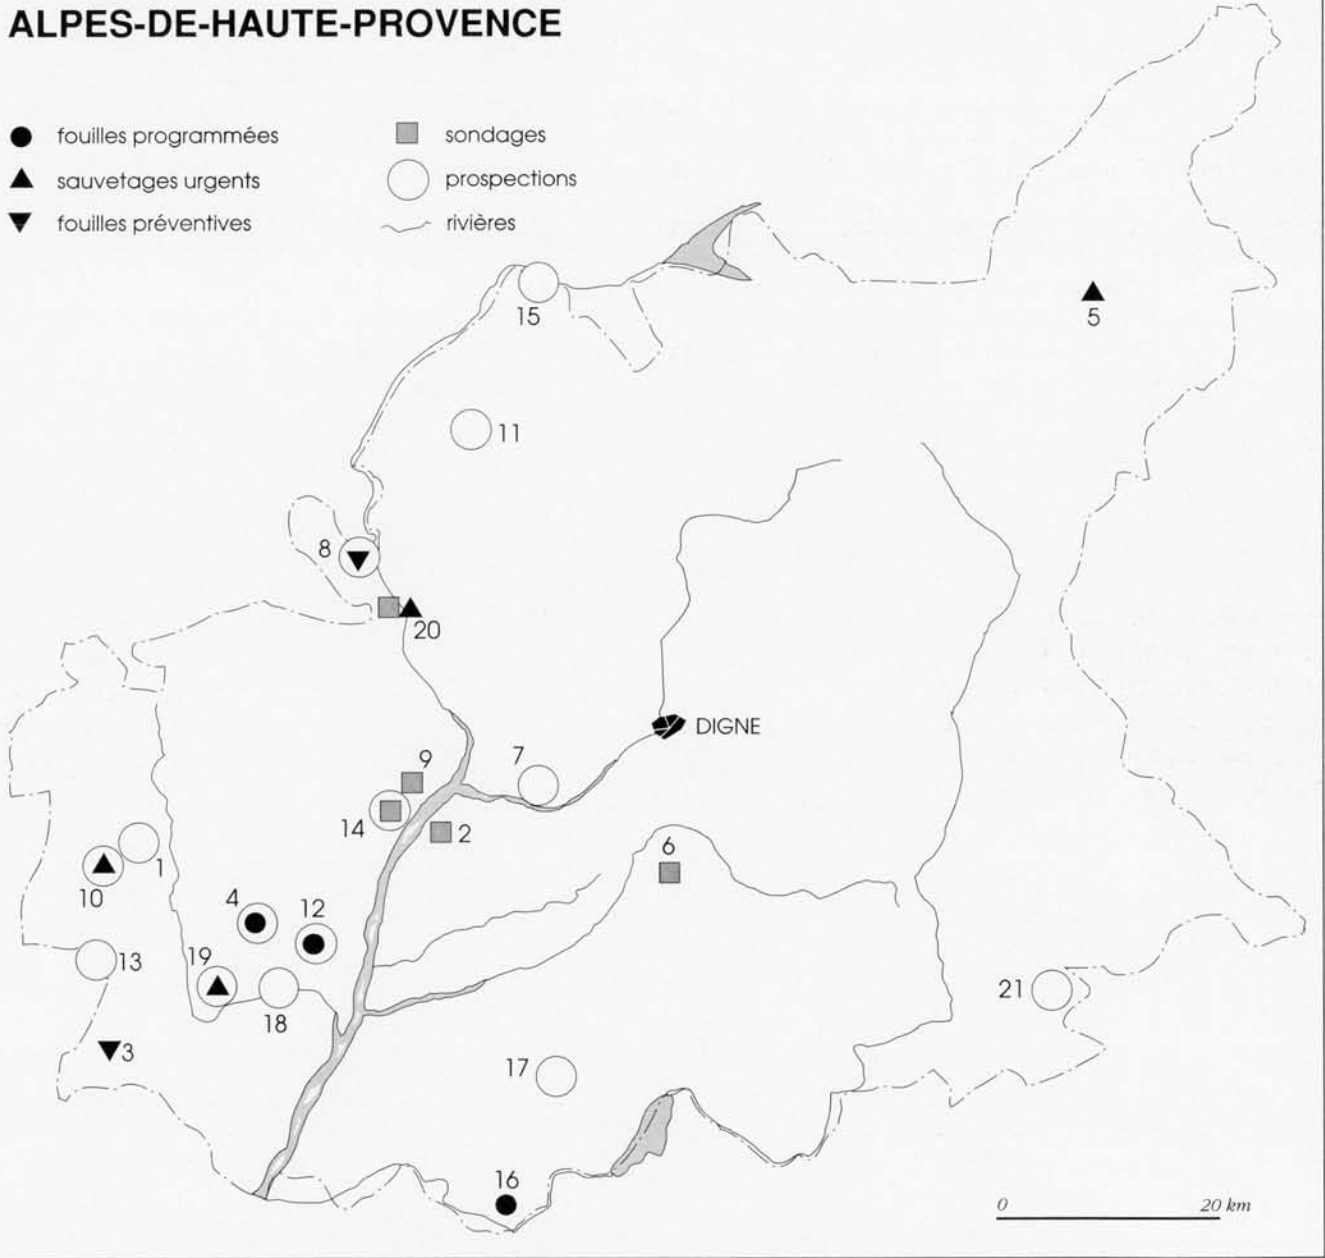 ALPES-DE-HAUTE-PROVENCE
fouilles programmées
sauvetages urgents
fouilles préventives
sondages
prospections
rivières
15
5
11
8
20
DIGNE
9
7
14
2
6
1
10
4
12
13
19
18
21
3
17
16
0 20 km